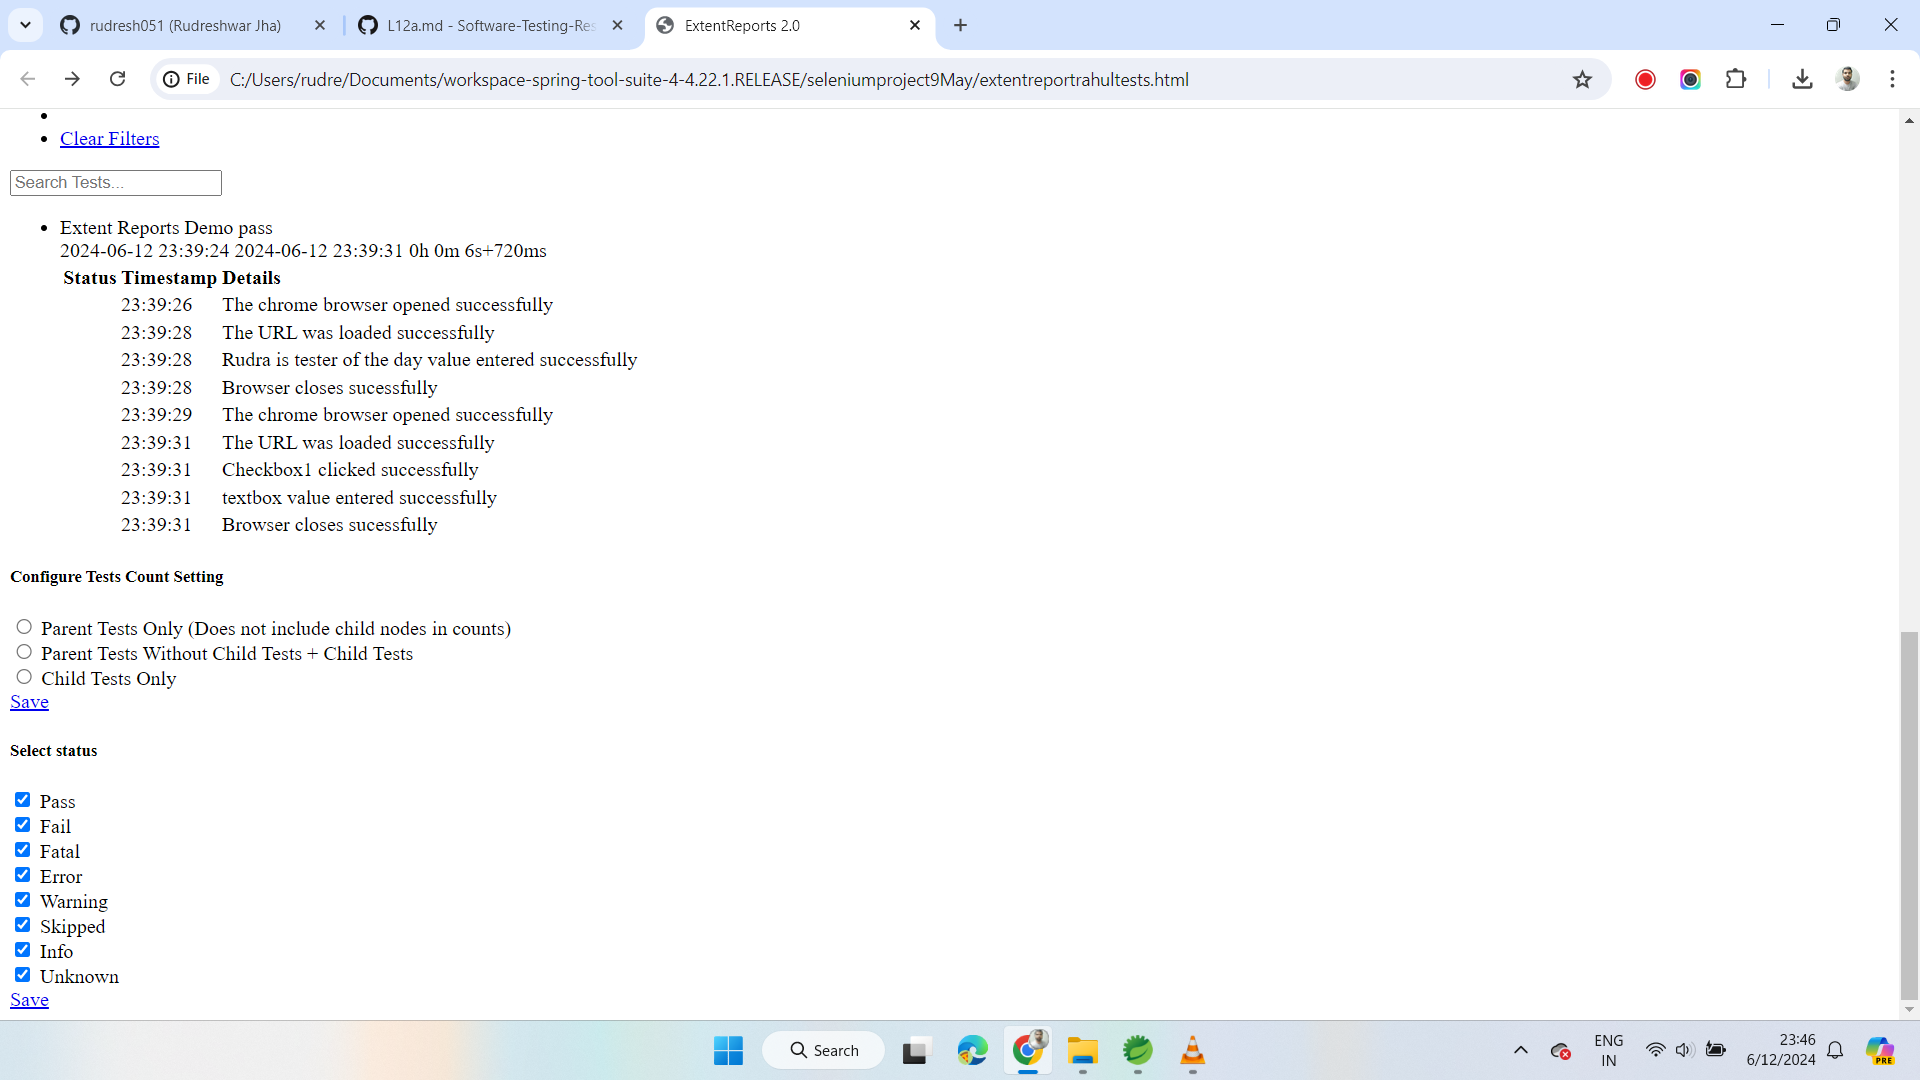 rudresh051 (Rudreshwar Jha)
L12a.md - Software-Testing-Res
ExtentReports 2.0
File
C:/Users/rudre/Documents/workspace-spring-tool-suite-4-4.22.1.RELEASE/seleniumproject9May/extentreportrahultests.html
Clear Filters
Search Tests...
Extent Reports Demo pass
2024-06-12 23:39:24 2024-06-12 23:39:31 0h 0m 6s+720ms
Status Timestamp Details
23:39:26 The chrome browser opened successfully
23:39:28 The URL was loaded successfully
23:39:28 Rudra is tester of the day value entered successfully
23:39:28 Browser closes sucessfully
23:39:29 The chrome browser opened successfully
23:39:31 The URL was loaded successfully
23:39:31 Checkbox1 clicked successfully
23:39:31 textbox value entered successfully
23:39:31 Browser closes sucessfully
Configure Tests Count Setting
Parent Tests Only (Does not include child nodes in counts)
Parent Tests Without Child Tests + Child Tests
Child Tests Only
Save
Select status
Pass
Fail
Fatal
Error
Warning
Skipped
Info
Unknown
Save
Search
ENG
IN
23:46
6/12/2024
PRE